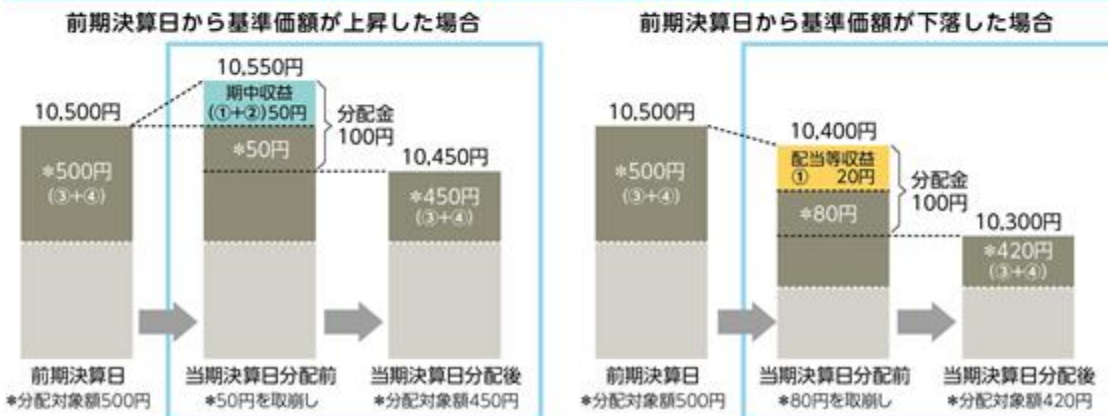 前期決算日から基準価額が上昇した場合
10,550円
期中収益
(①+②)50円
10,500円
分配金
100円
*50円
10,450円
*500円
(③+④)
*450円
(③+④)
前期決算日
*分配対象額500円
当期決算日分配前
*50円を取崩し
当期決算日分配後
*分配対象額450円
前期決算日から基準価額が下落した場合
10,500円
10,400円
配当等収益
① 20円
分配金
100円
*500円
(③+④)
*80円
10,300円
*420円
(③+④)
前期決算日
*分配対象額500円
当期決算日分配前
*80円を取崩し
当期決算日分配後
*分配対象額420円